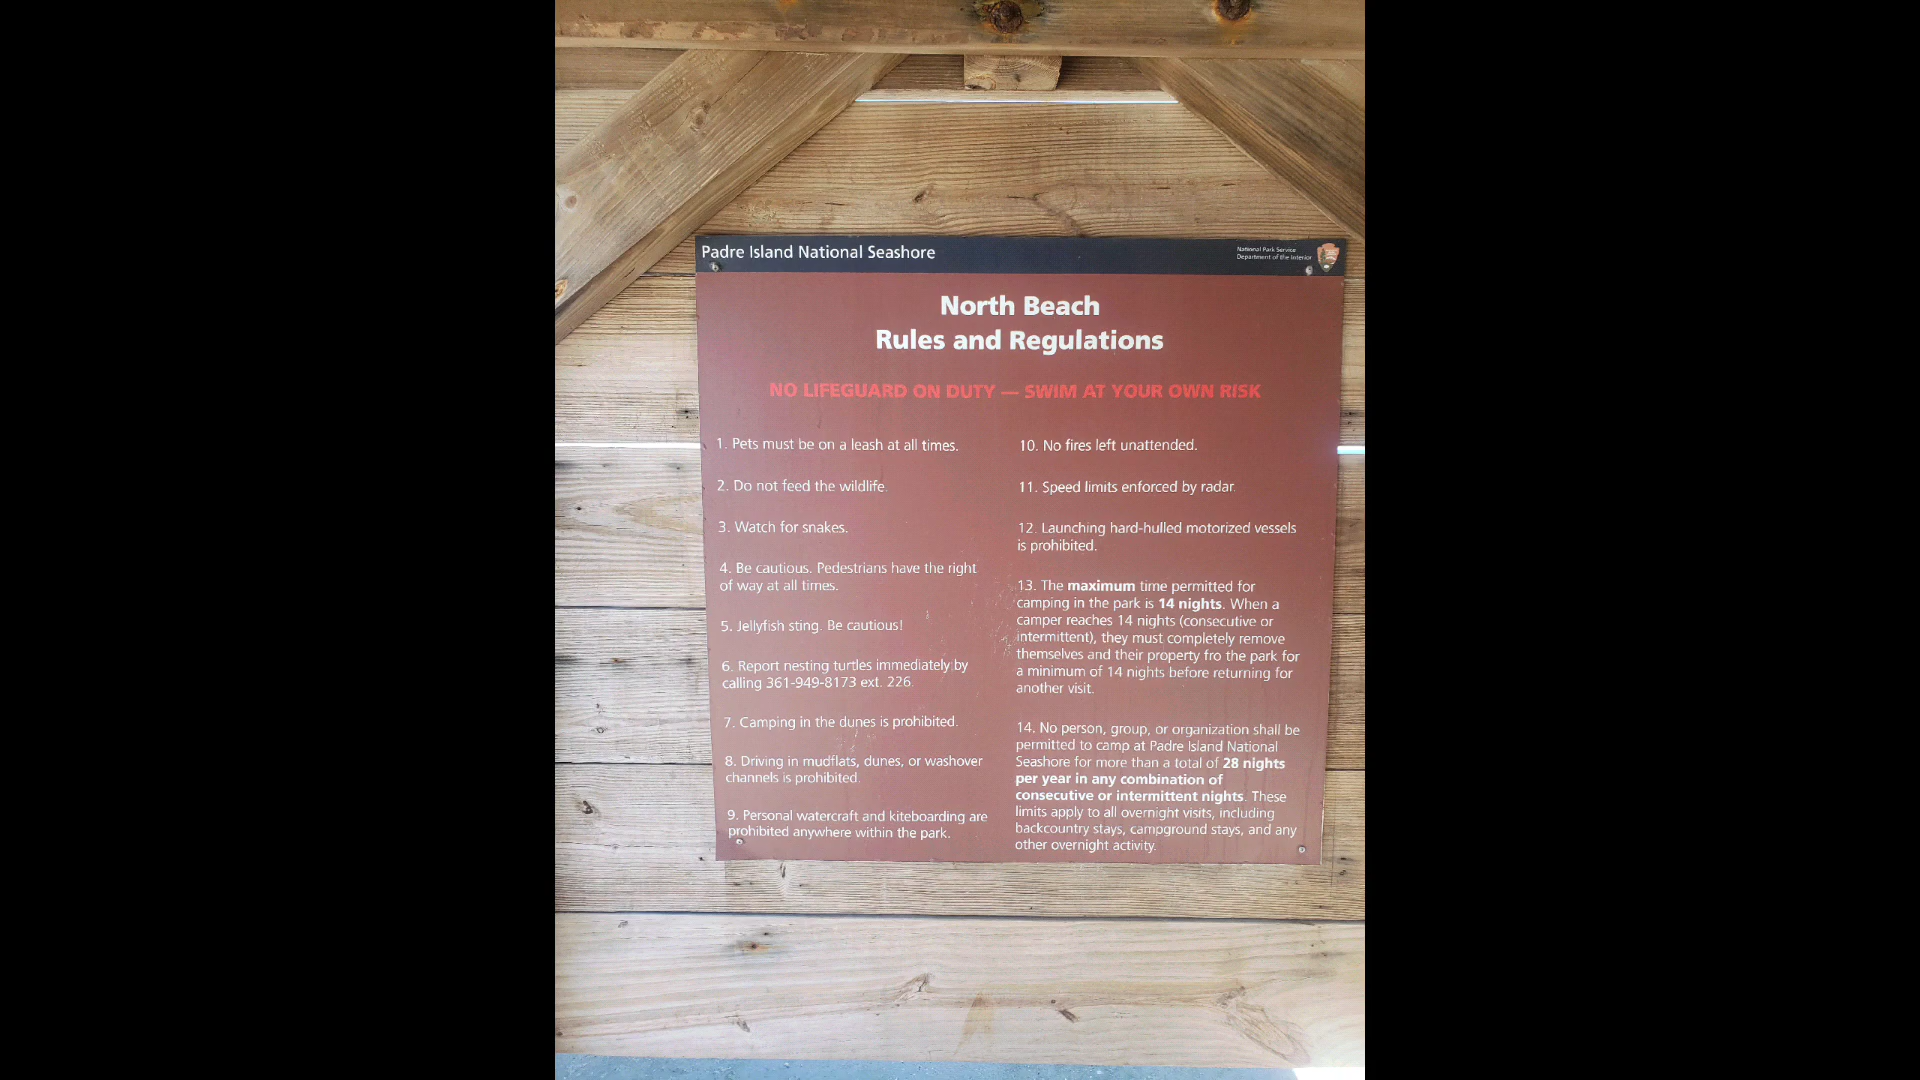 Padre Island National Seashore
National Park Service
Department of the Interior
North Beach
Rules and Regulations
NO LIFEGUARD ON DUTY — SWIM AT YOUR OWN RISK
1. Pets must be on a leash at all times.
2. Do not feed the wildlife.
3. Watch for snakes.
4. Be cautious. Pedestrians have the right
of way at all times.
5. Jellyfish sting. Be cautious!
6. Report nesting turtles immediately by
calling 361-949-8173 ext. 226.
7. Camping in the dunes is prohibited.
8. Driving in mudflats, dunes, or washover
channels is prohibited.
9. Personal watercraft and kiteboarding are
prohibited anywhere within the park.
10. No fires left unattended.
11. Speed limits enforced by radar.
12. Launching hard-hulled motorized vessels
is prohibited.
13. The maximum time permitted for
camping in the park is 14 nights. When a
camper reaches 14 nights (consecutive or
intermittent), they must completely remove
themselves and their property fro the park for
a minimum of 14 nights before returning for
another visit.
14. No person, group, or organization shall be
permitted to camp at Padre Island National
Seashore for more than a total of 28 nights
per year in any combination of
consecutive or intermittent nights. These
limits apply to all overnight visits, including
backcountry stays, campground stays, and any
other overnight activity.